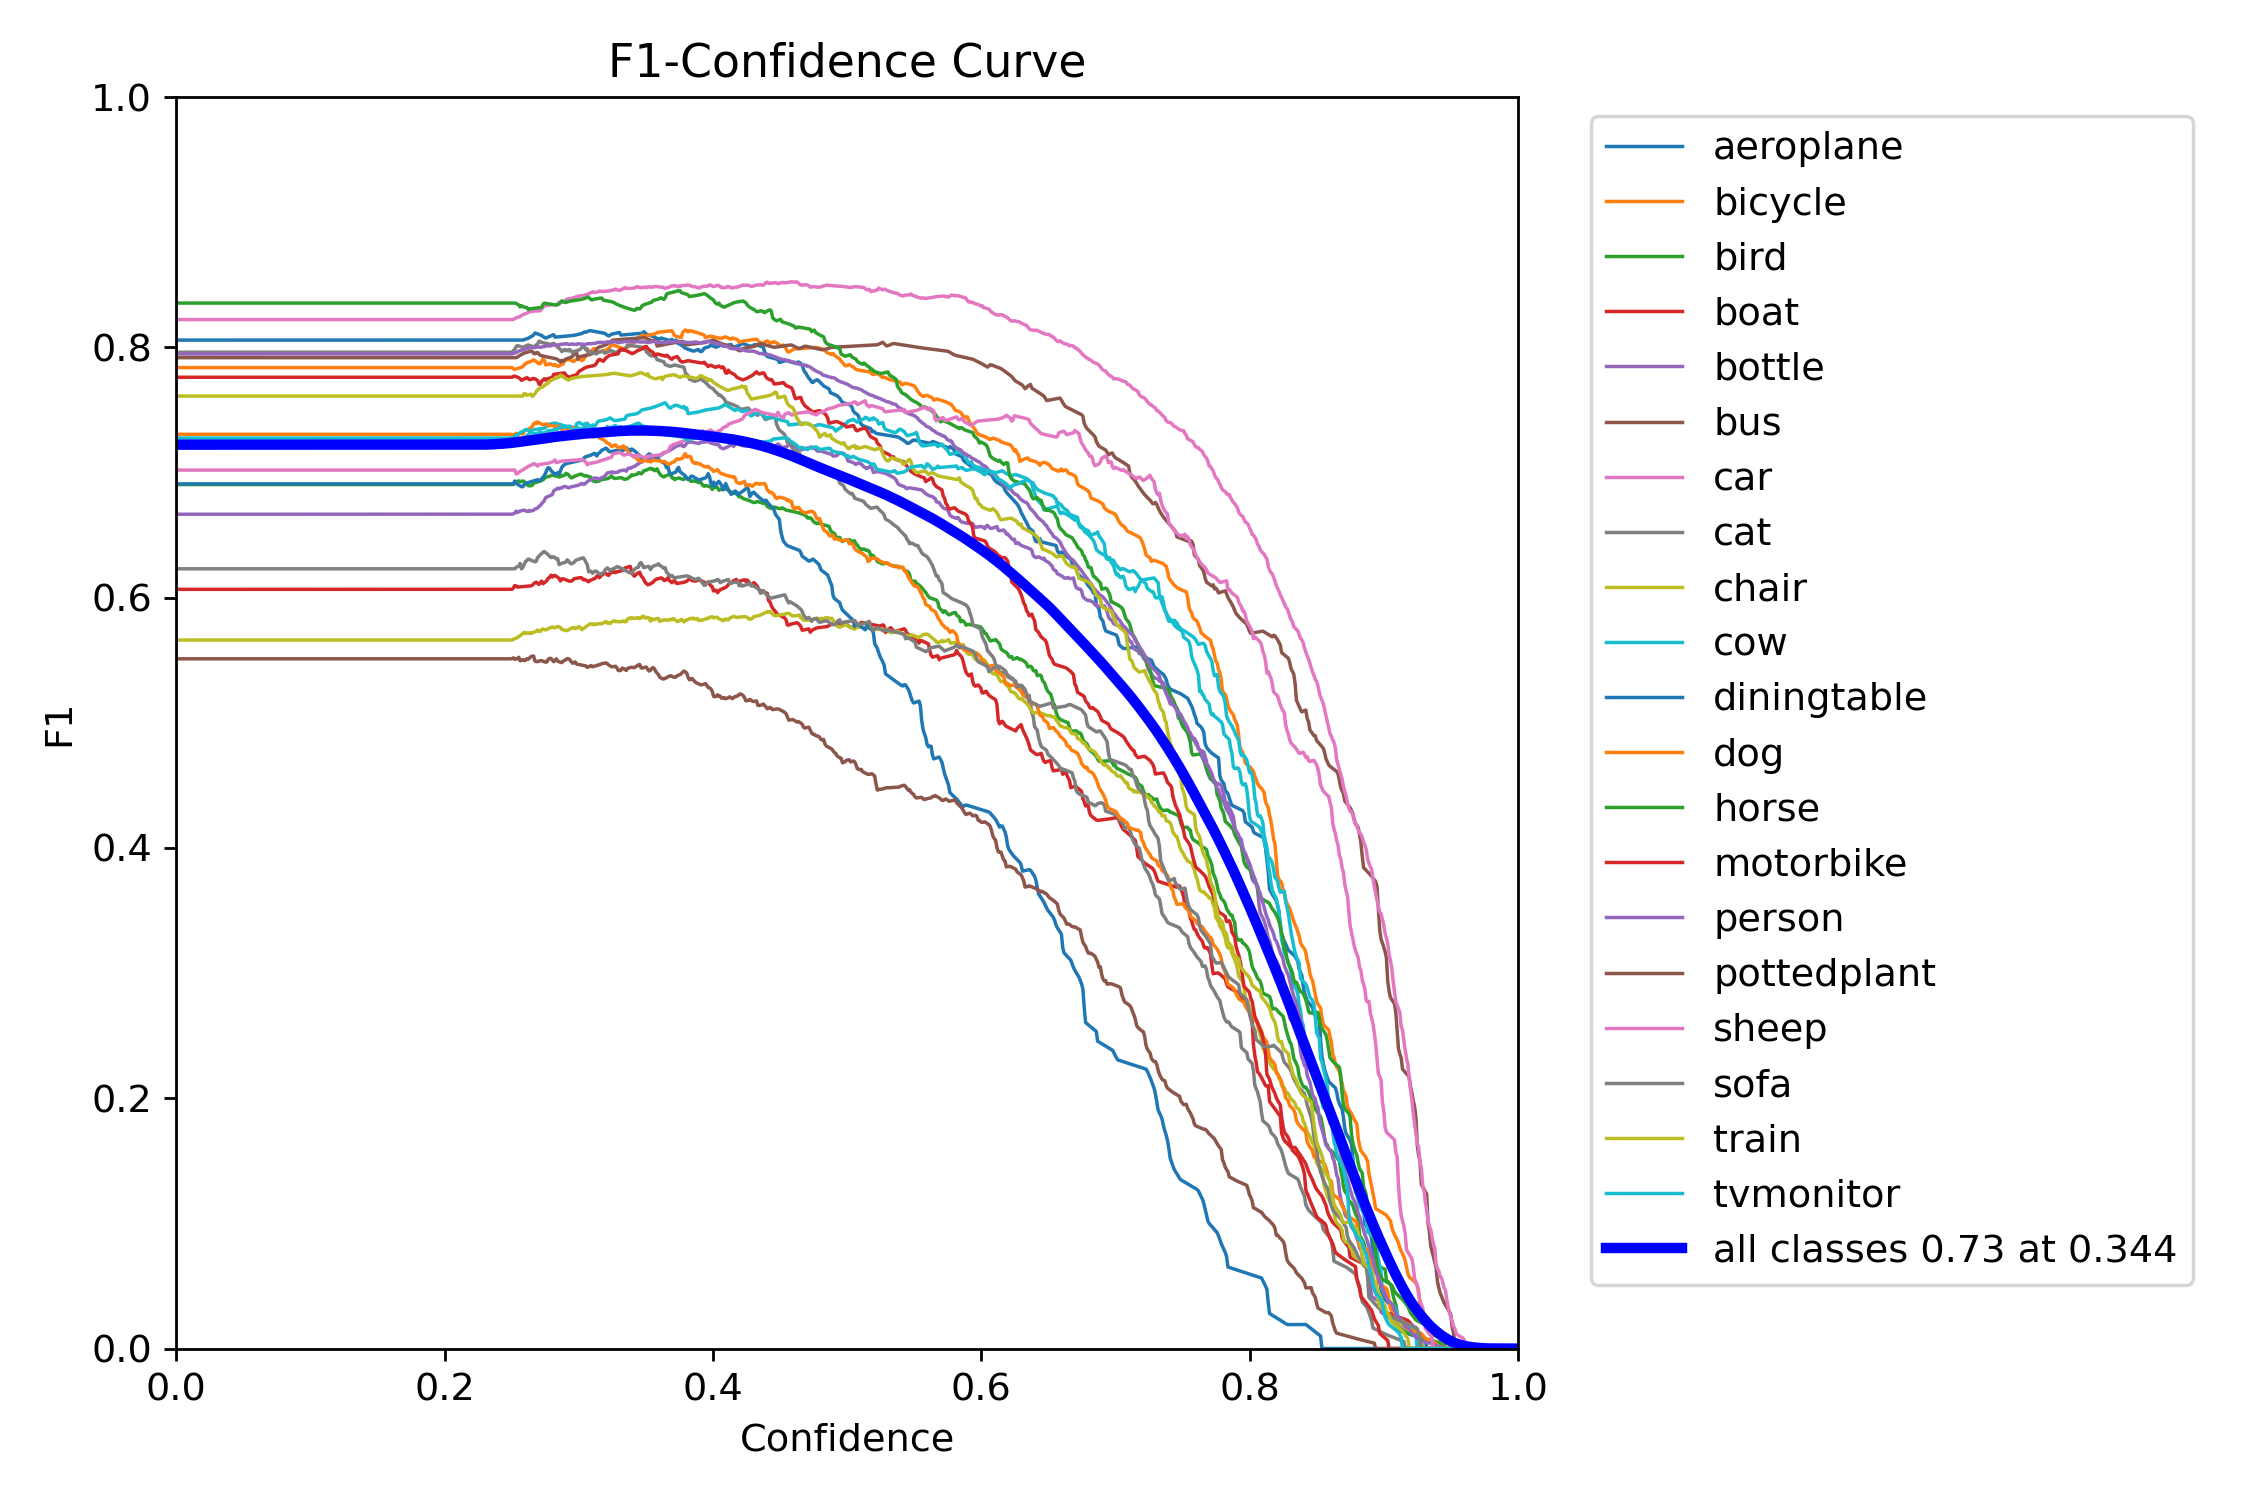 F1-Confidence Curve
1.0
0.8
0.6
0.4
0.2
0.0
F1
0.0 0.2 0.4 0.6 0.8 1.0
Confidence
aeroplane
bicycle
bird
boat
bottle
bus
car
cat
chair
cow
diningtable
dog
horse
motorbike
person
pottedplant
sheep
sofa
train
tvmonitor
all classes 0.73 at 0.344